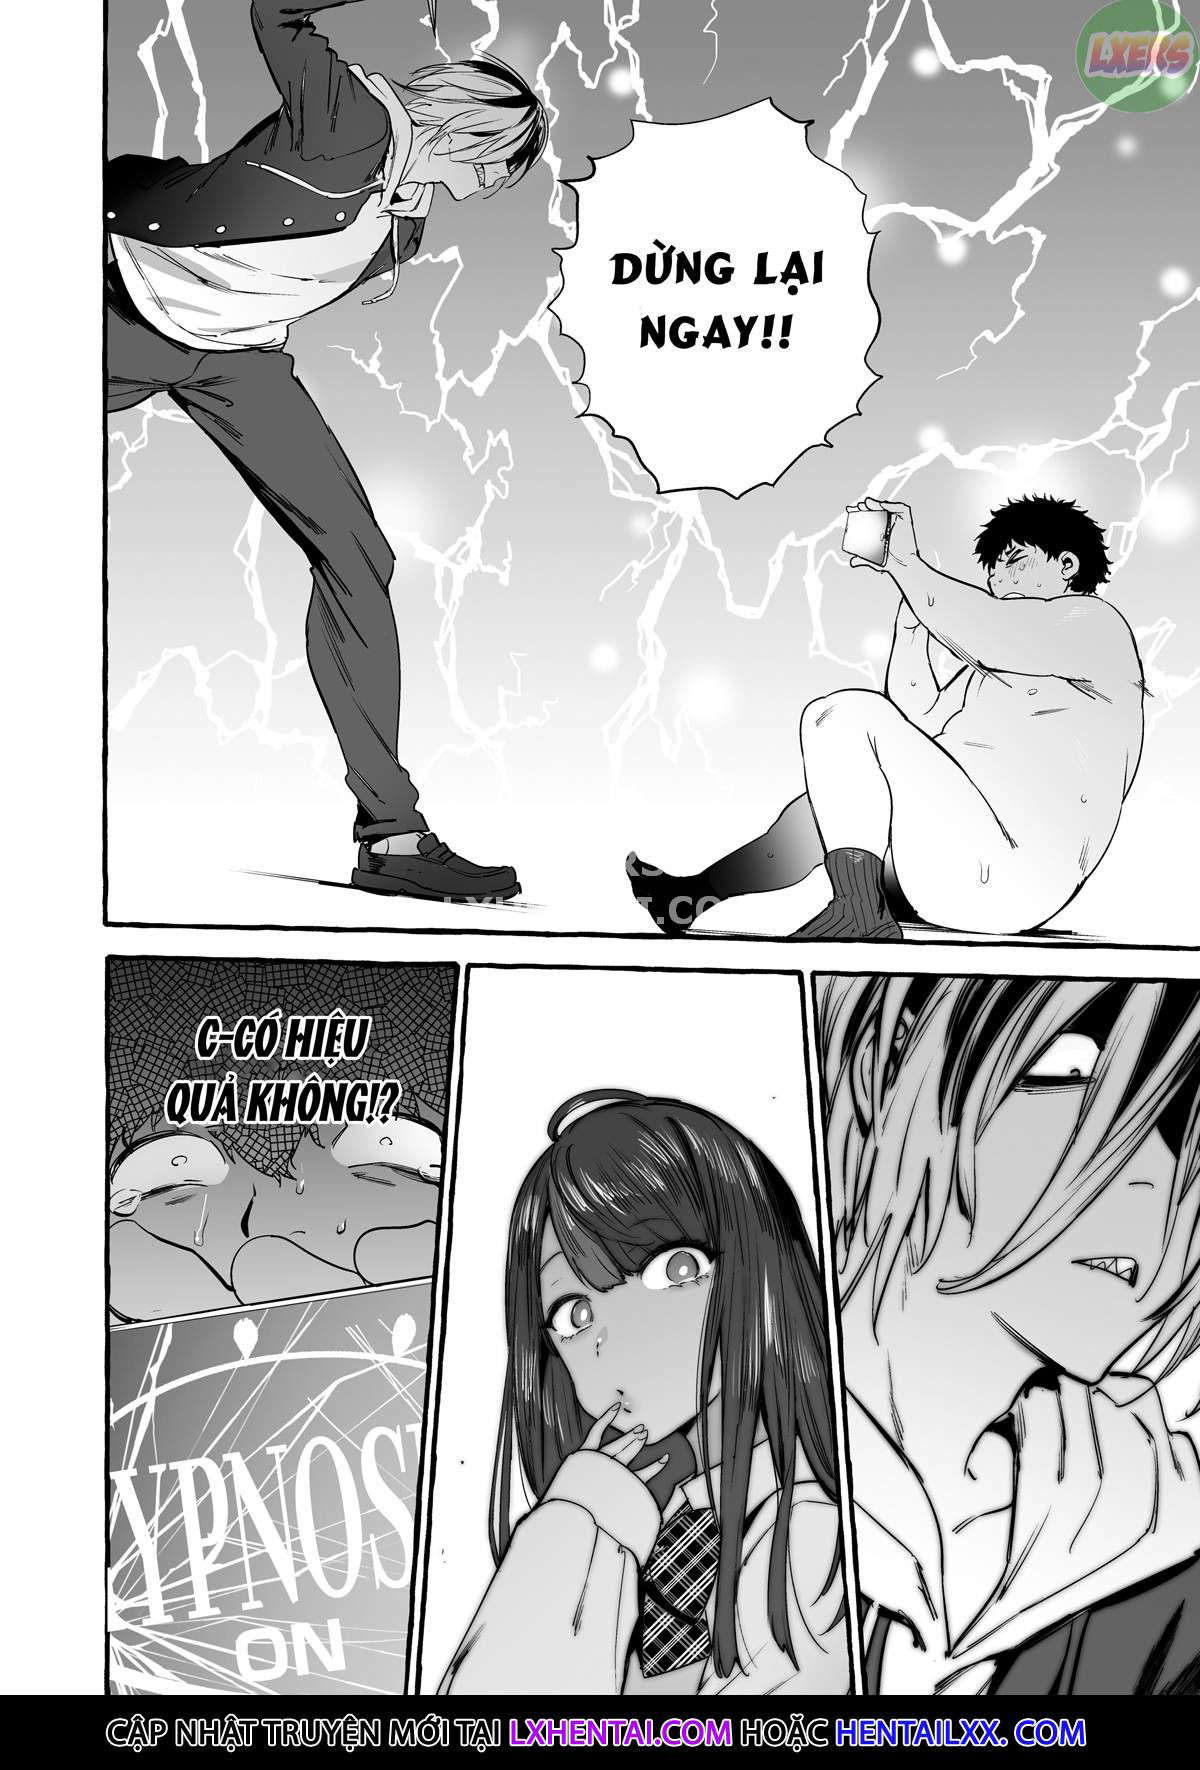 LXERS
DỪNG LẠI
NGAY!!
C-CÓ HIỆU
QUẢ KHÔNG!?
YPNOS
ON
CẬP NHẬT TRUYỆN MỚI TẠI LXHENTAI.COM HOẶC HENTAILXX. COM